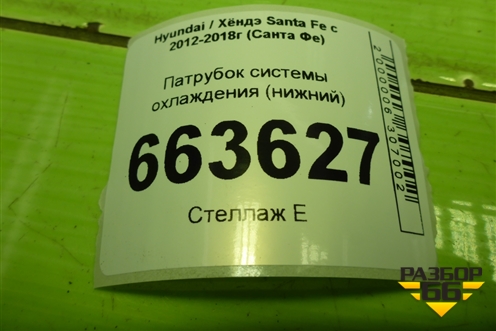 Hyundai / Хёндэ Santa Fe с
2012-2018г (Санта Фе)
Патрубок системы
охлаждения (нижний)
663627
Стеллаж Е
2000006307002
РАЗБОР
66